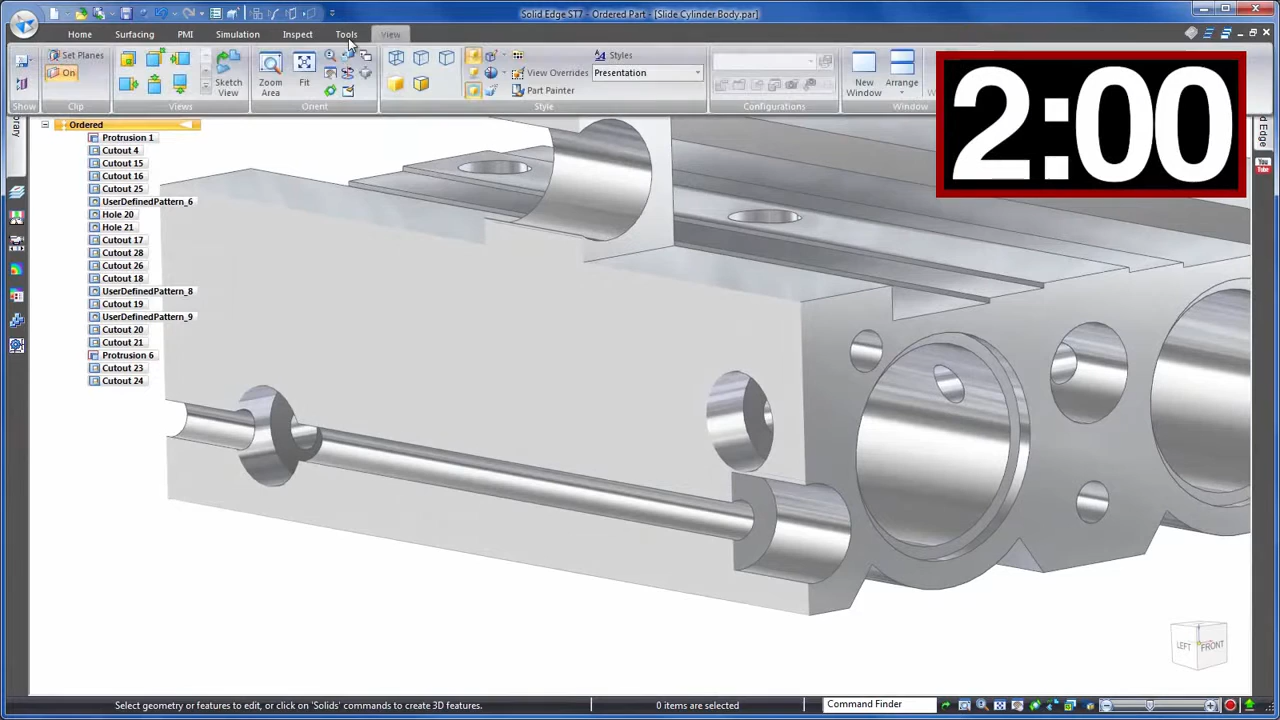 Solid Edge ST7 - Ordered Part - [Slide Cylinder Body.par]
Home Surfacing PMI Simulation Inspect Tools View
Set Planes
On
Clip
Show
Views
Sketch View
Zoom Area
Fit
Orient
Styles
View Overrides Presentation
Part Painter
Style
Configurations
New Window
Arrange
Window
2:00
Ordered
Protrusion 1
Cutout 4
Cutout 15
Cutout 16
Cutout 25
UserDefinedPattern_6
Hole 20
Hole 21
Cutout 17
Cutout 28
Cutout 26
Cutout 18
UserDefinedPattern_8
Cutout 19
UserDefinedPattern_9
Cutout 20
Cutout 21
Protrusion 6
Cutout 23
Cutout 24
You Tube
LEFT FRONT
Select geometry or features to edit, or click on 'Solids' commands to create 3D features.
0 items are selected
Command Finder